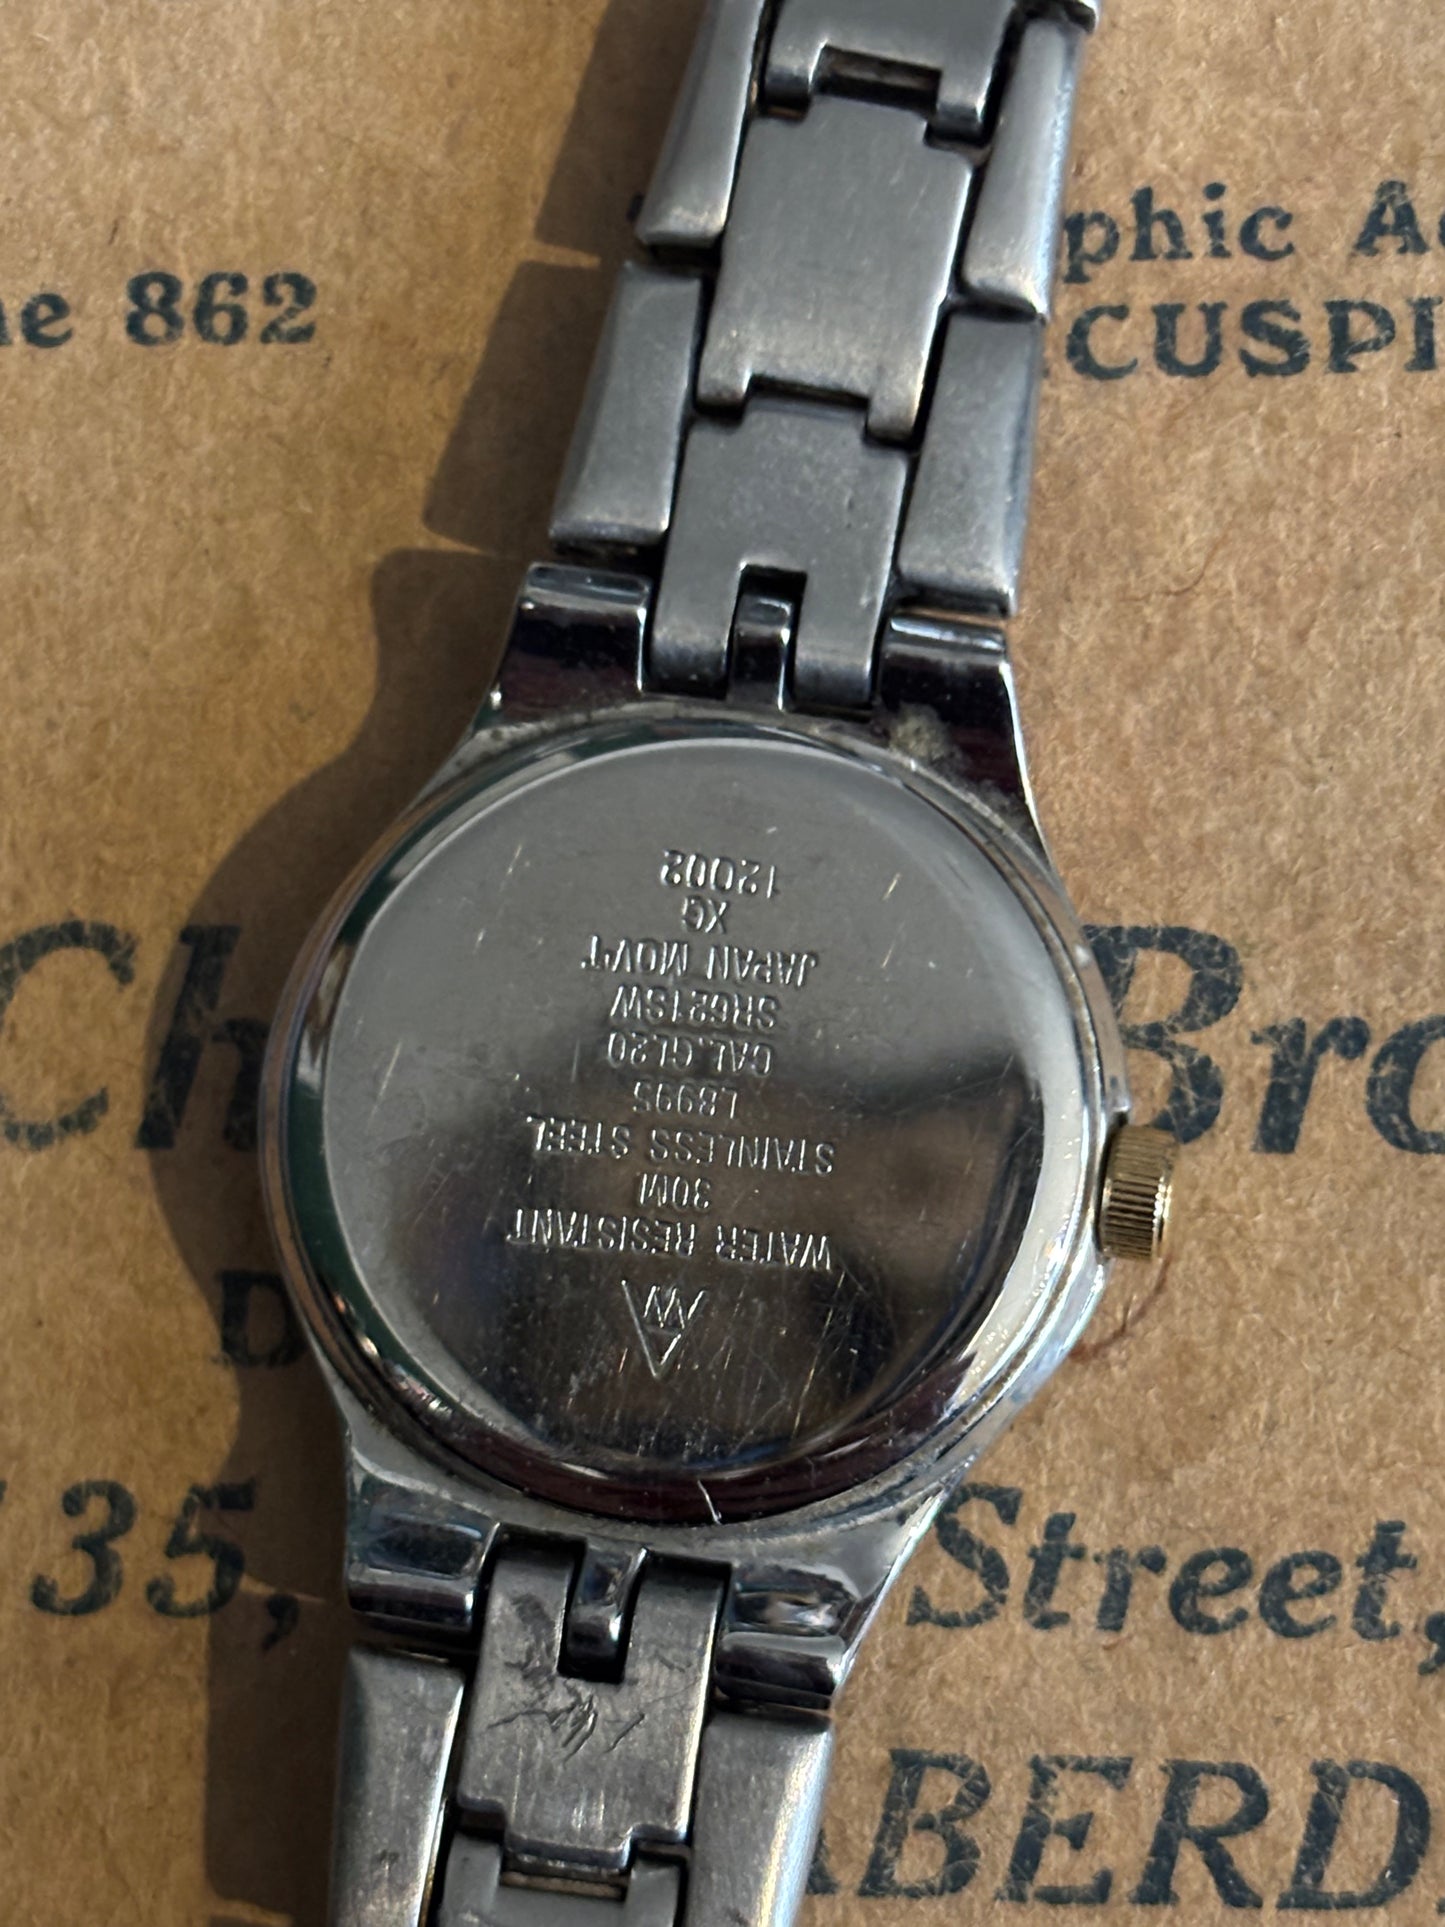 ne 862
phic A
CUSPI
Ch Bro
D
35, Street,
ABERD
W
WATER RESISTANT
30M
STAINLESS STEEL
L8995
CAL.GL20
SR621SW
JAPAN MOV'T
XG
12002